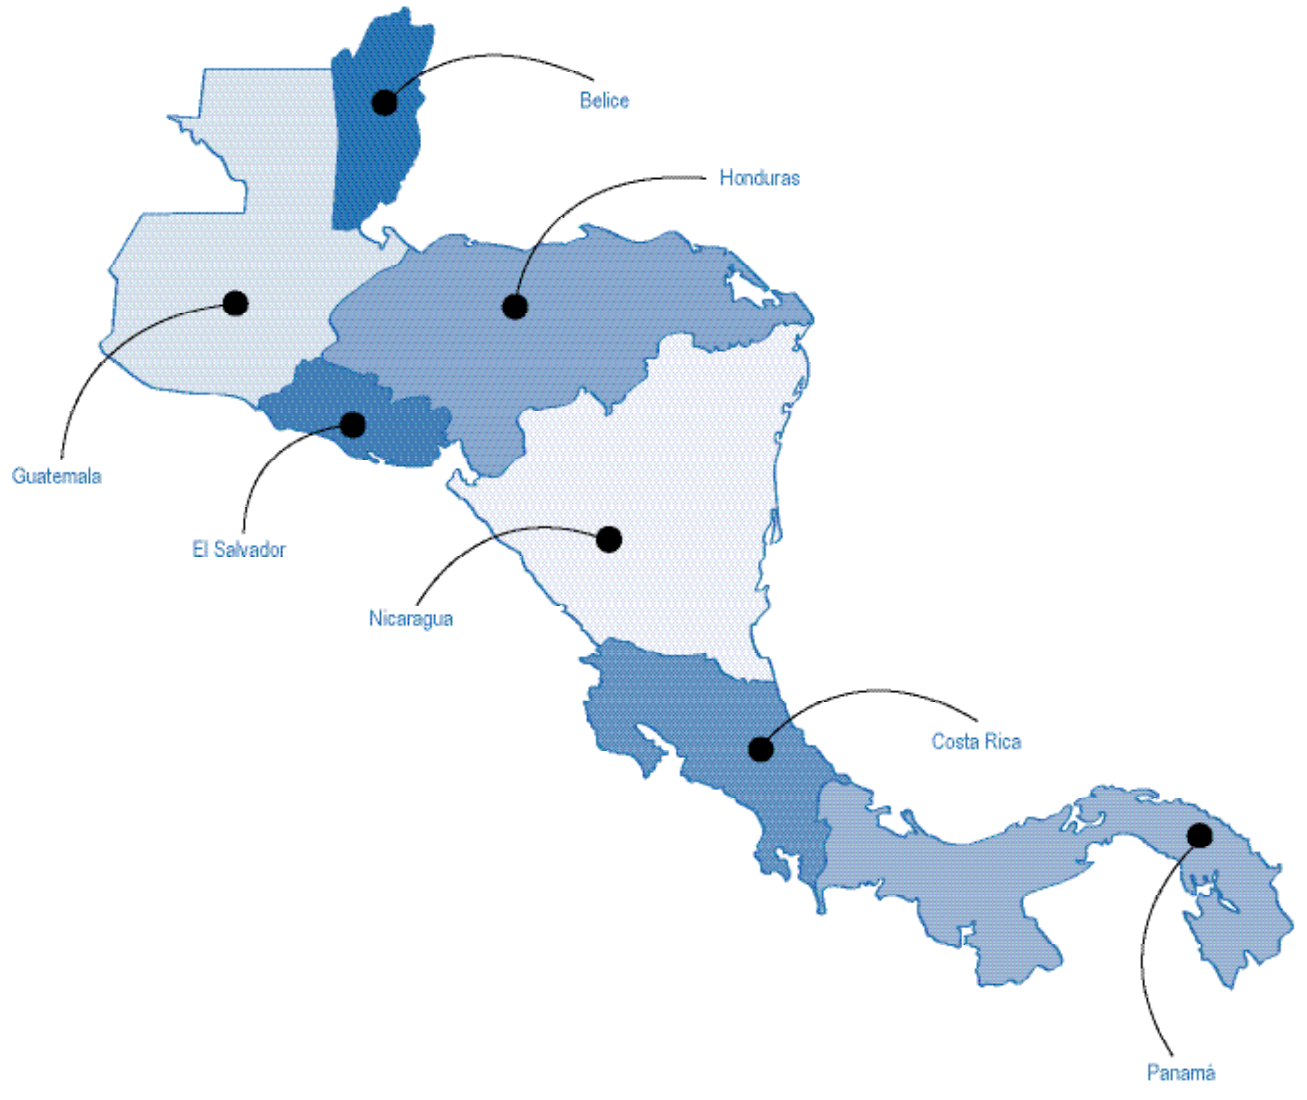 Belice
Honduras
Guatemala
El Salvador
Nicaragua
Costa Rica
Panamá